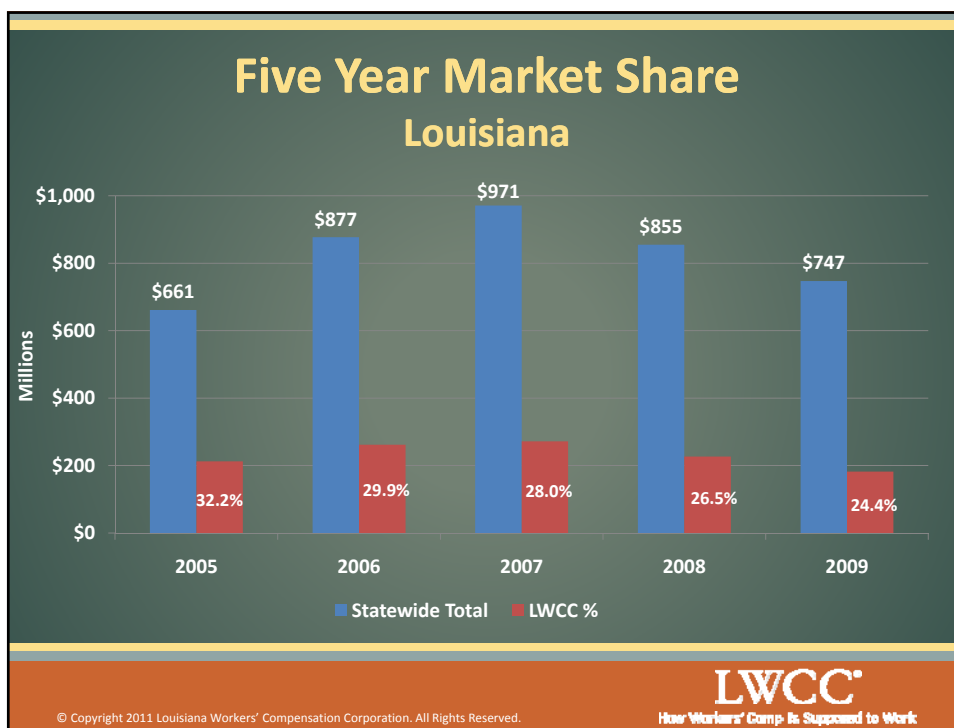 Five Year Market Share
Louisiana
$1,000
$800
$600
$400
$200
$0
Millions
$661
$877
$971
$855
$747
32.2%
29.9%
28.0%
26.5%
24.4%
2005
2006
2007
2008
2009
Statewide Total
LWCC %
© Copyright 2011 Louisiana Workers' Compensation Corporation. All Rights Reserved.
LWCC®
How Workers' Comp Is Supposed to Work